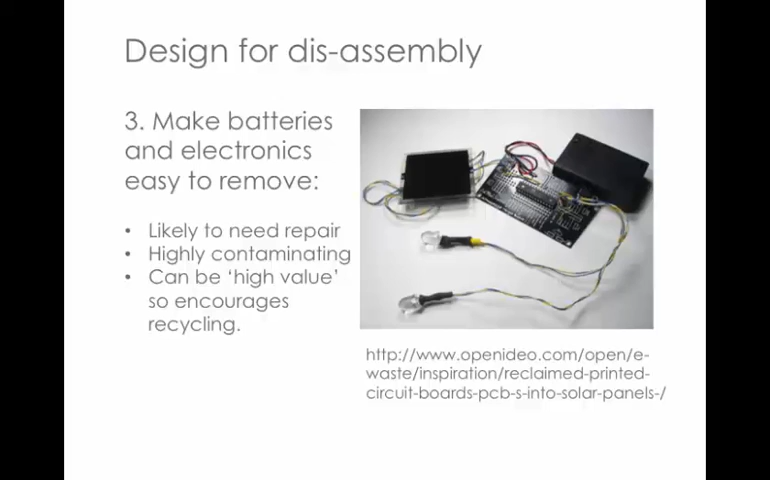 Design for dis-assembly
3. Make batteries
and electronics
easy to remove:
• Likely to need repair
• Highly contaminating
• Can be ‘high value’
so encourages
recycling.
http://www.openideo.com/open/e-
waste/inspiration/reclaimed-printed-
circuit-boards-pcb-s-into-solar-panels-/